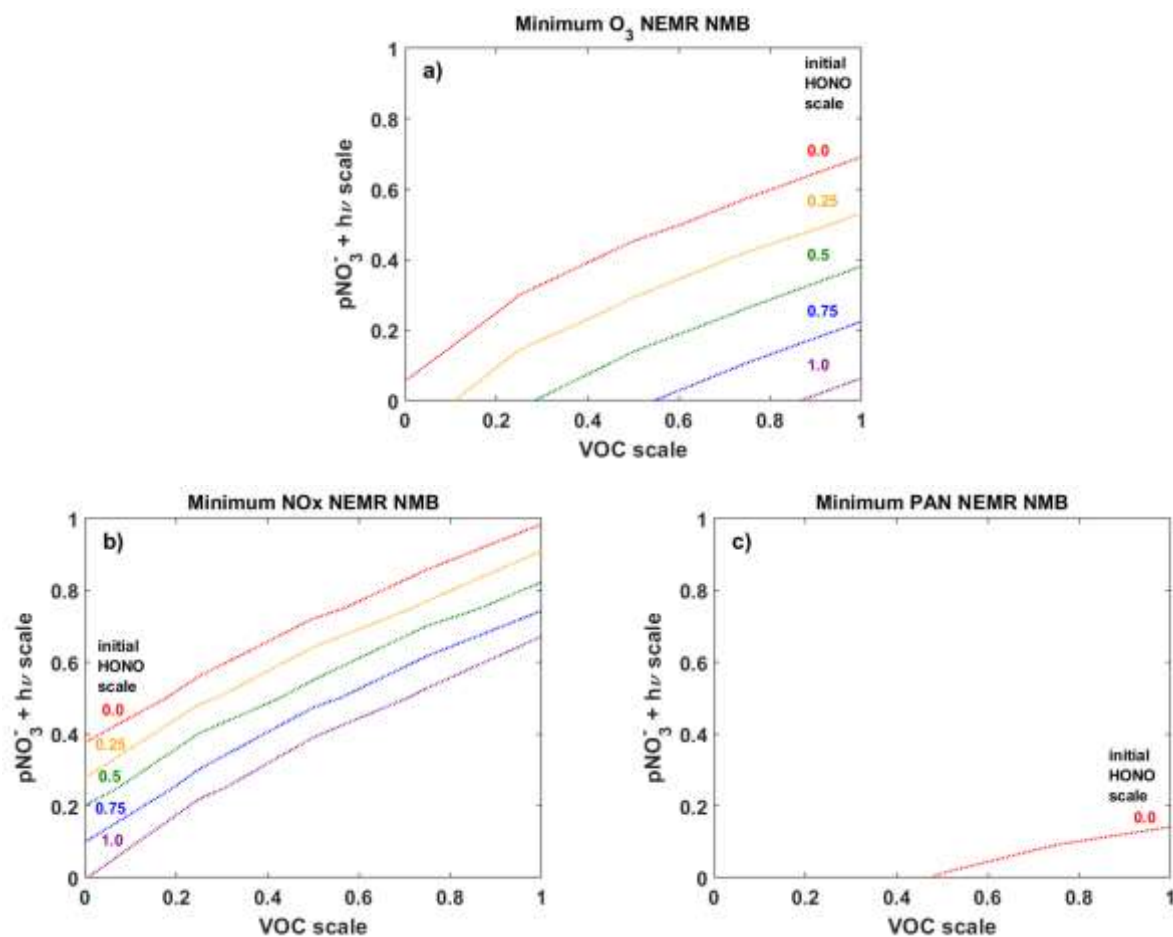 Minimum O3 NEMR NMB
a)
initial
HONO
scale
0.0
0.25
0.5
0.75
1.0
1
0.8
0.6
0.4
0.2
0
pNO3- + hν scale
0 0.2 0.4 0.6 0.8 1
VOC scale
Minimum NOx NEMR NMB
b)
initial
HONO
scale
0.0
0.25
0.5
0.75
1.0
1
0.8
0.6
0.4
0.2
0
pNO3- + hν scale
0 0.2 0.4 0.6 0.8 1
VOC scale
Minimum PAN NEMR NMB
c)
initial
HONO
scale
0.0
1
0.8
0.6
0.4
0.2
0
pNO3- + hν scale
0 0.2 0.4 0.6 0.8 1
VOC scale